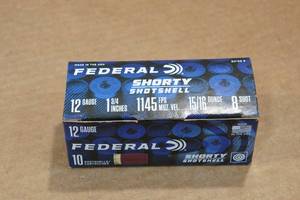 MADE IN THE USA
FEDERAL
SHORTY
SHOTSHELL
12 GAUGE
1 3/4 INCHES
1145 FPS MUZ. VEL.
15/16 OUNCE
8 SHOT
12 GAUGE
FEDERAL
10
SHORTY
SHOTSHELL